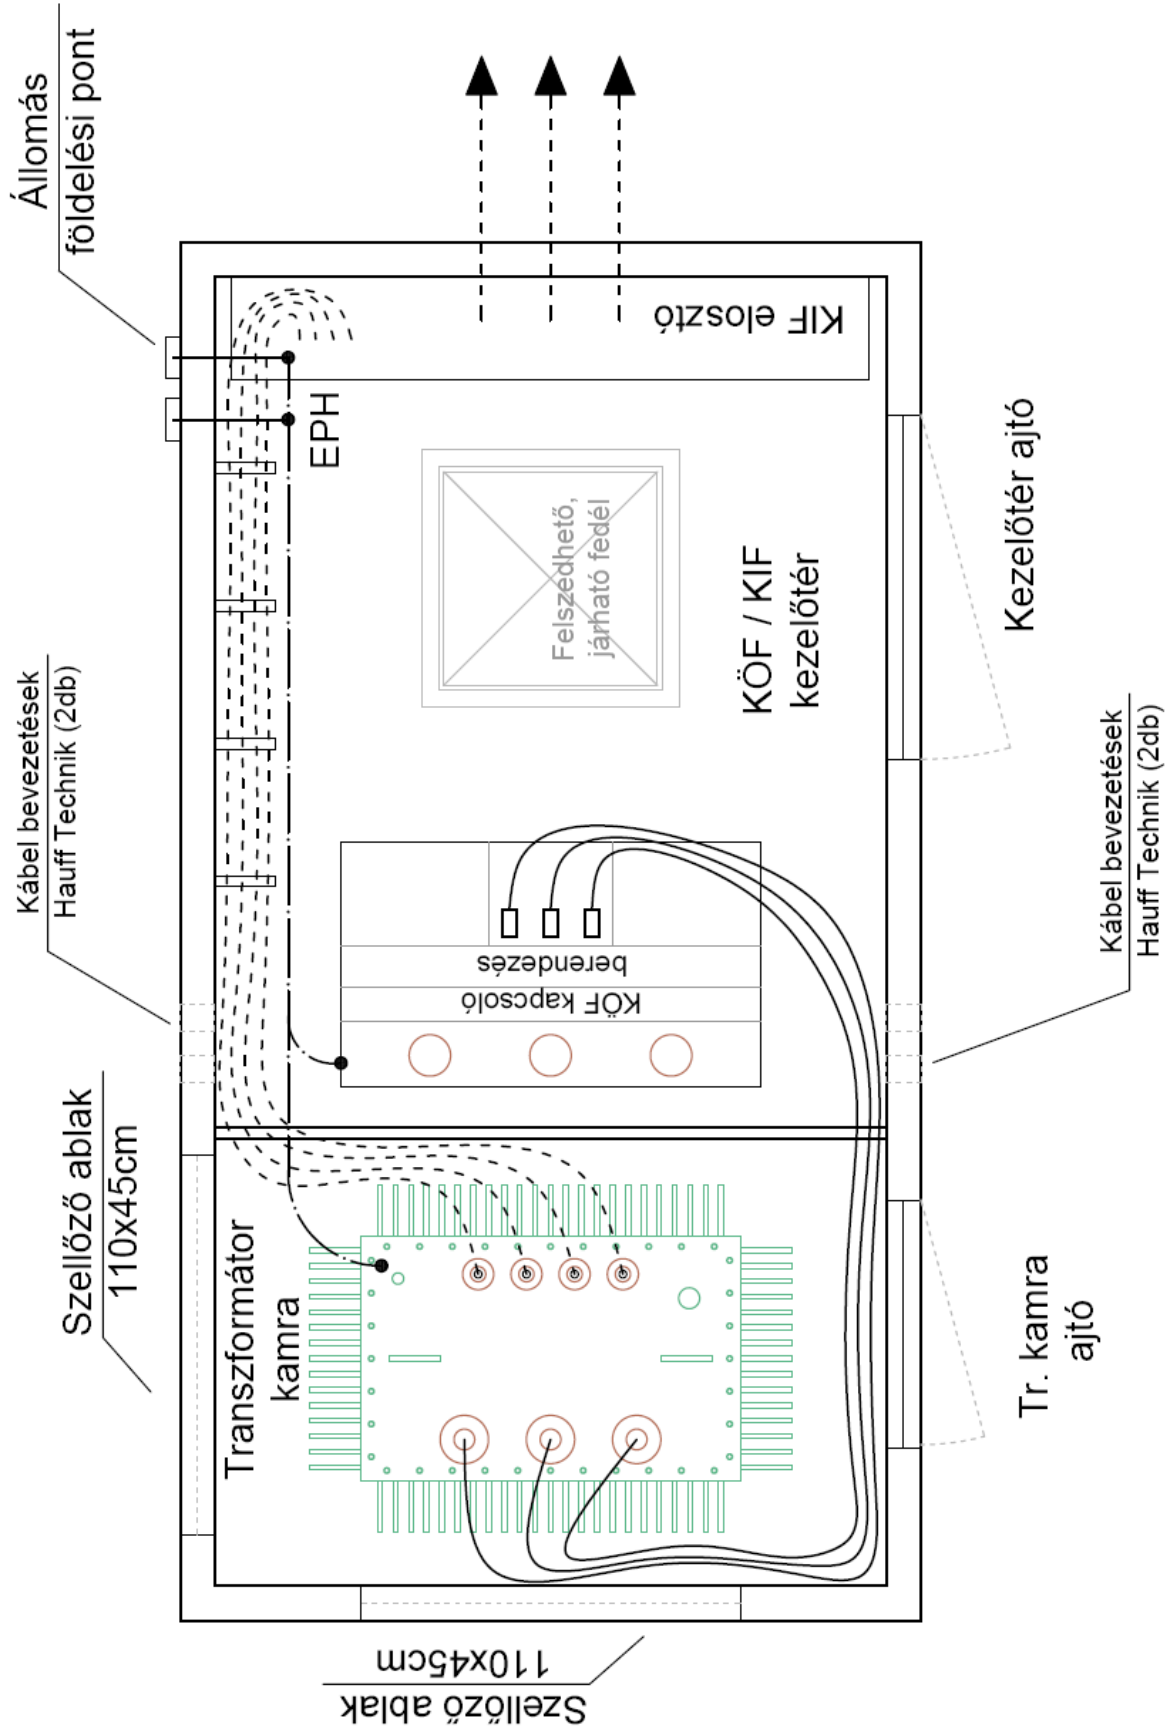 Állomás
földelési pont
Kábel bevezetések
Hauff Technik (2db)
Szellőző ablak
110x45cm
KIF elosztó
EPH
Felszedhető,
járható fedél
KÖF / KIF
kezelőtér
Kezelőtér ajtó
berendezés
KÖF kapcsoló
Kábel bevezetések
Hauff Technik (2db)
Transzformátor
kamra
Tr. kamra
ajtó
Szellőző ablak
110x45cm